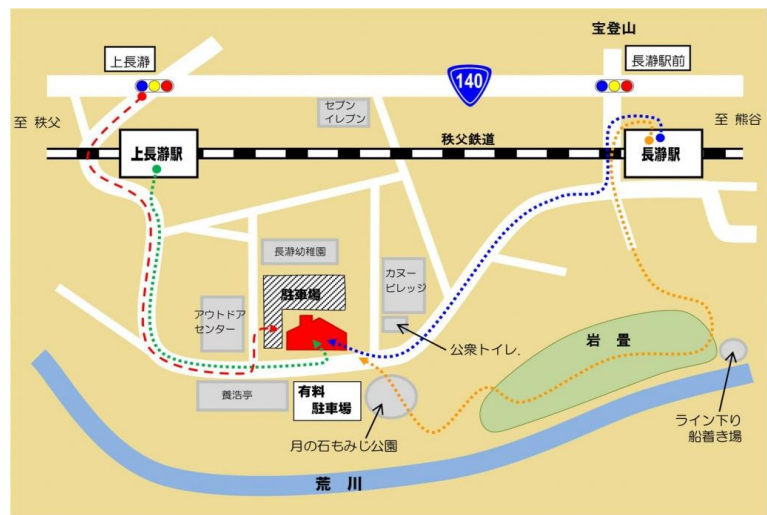 宝登山
上長瀞
140
長瀞駅前
至 秩父
セブン
イレブン
至 熊谷
秩父鉄道
上長瀞駅
長瀞駅
長瀞幼稚園
カヌー
ビレッジ
駐車場
アウトドア
センター
公衆トイレ.
岩畳
養浩亭
有料
駐車場
月の石もみじ公園
ライン下り
船着き場
荒川